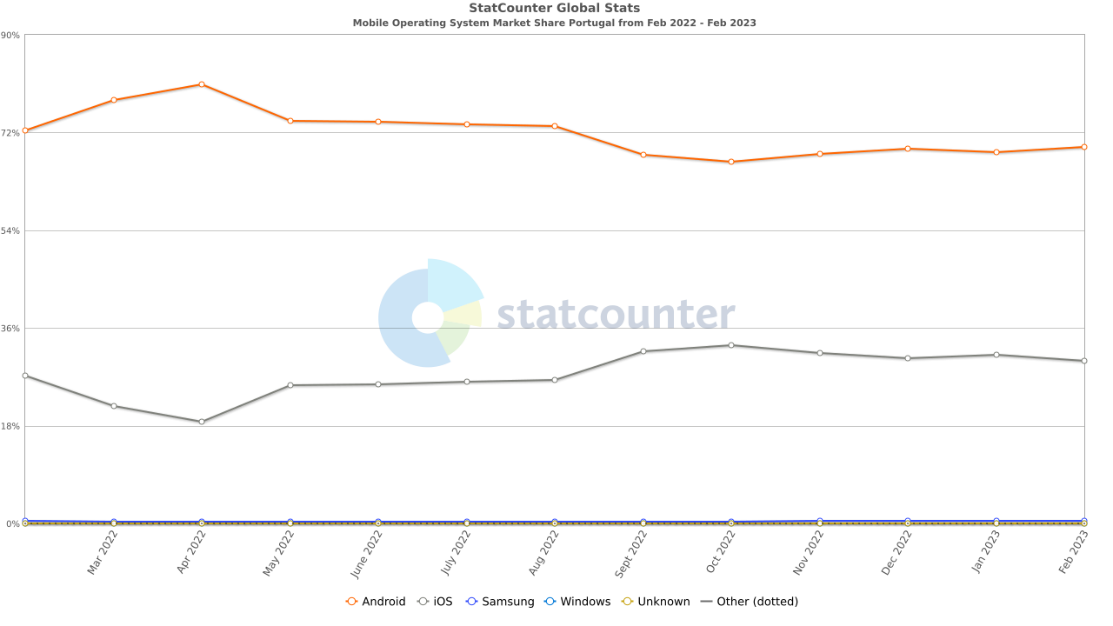 StatCounter Global Stats
Mobile Operating System Market Share Portugal from Feb 2022 - Feb 2023
90%
72%
54%
36%
18%
0%
statcounter
Mar 2022
Apr 2022
May 2022
June 2022
July 2022
Aug 2022
Sept 2022
Oct 2022
Nov 2022
Dec 2022
Jan 2023
Feb 2023
Android iOS Samsung Windows Unknown Other (dotted)